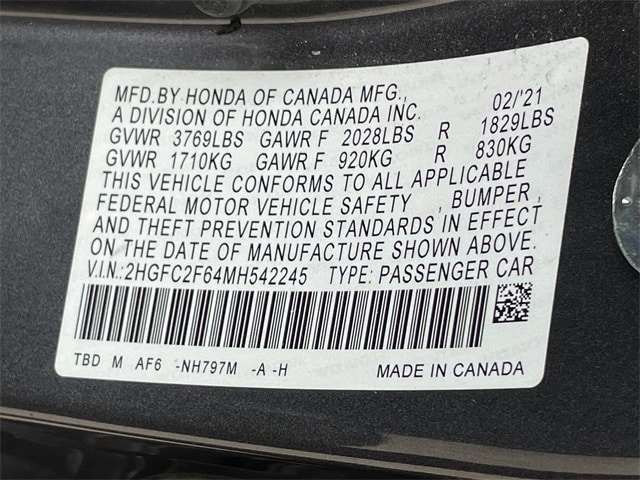 MFD.BY HONDA OF CANADA MFG., 02/'21
A DIVISION OF HONDA CANADA INC.
GVWR 3769LBS GAWR F 2028LBS R 1829LBS
GVWR 1710KG GAWR F 920KG R 830KG
THIS VEHICLE CONFORMS TO ALL APPLICABLE
FEDERAL MOTOR VEHICLE SAFETY , BUMPER,
AND THEFT PREVENTION STANDARDS IN EFFECT
ON THE DATE OF MANUFACTURE SHOWN ABOVE.
V.I.N.:2HGFC2F64MH542245 TYPE: PASSENGER CAR
TBD M AF6 -NH797M -A -H MADE IN CANADA